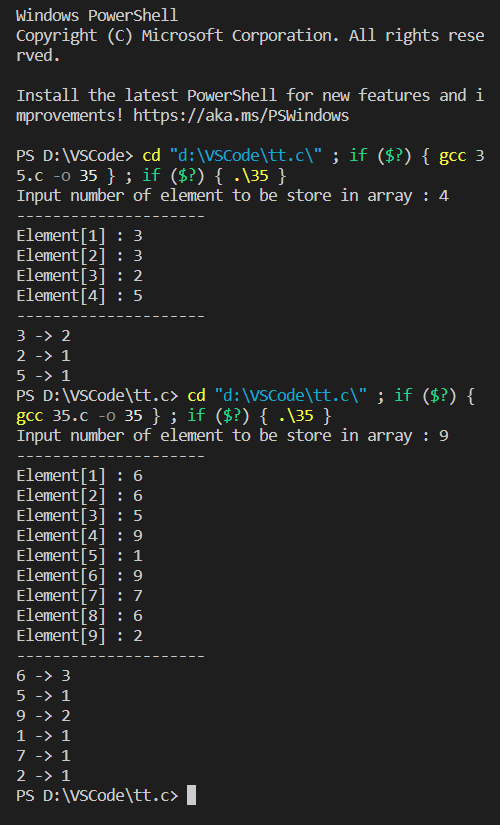 Windows PowerShell
Copyright (C) Microsoft Corporation. All rights rese
rved.
Install the latest PowerShell for new features and i
mprovements! https://aka.ms/PSWindows
PS D:\VSCode> cd "d:\VSCode\tt.c\" ; if ($?) { gcc 3
5.c -o 35 } ; if ($?) { .\35 }
Input number of element to be store in array : 4
---------------------
Element[1] : 3
Element[2] : 3
Element[3] : 2
Element[4] : 5
---------------------
3 -> 2
2 -> 1
5 -> 1
PS D:\VSCode\tt.c> cd "d:\VSCode\tt.c\" ; if ($?) {
gcc 35.c -o 35 } ; if ($?) { .\35 }
Input number of element to be store in array : 9
---------------------
Element[1] : 6
Element[2] : 6
Element[3] : 5
Element[4] : 9
Element[5] : 1
Element[6] : 9
Element[7] : 7
Element[8] : 6
Element[9] : 2
---------------------
6 -> 3
5 -> 1
9 -> 2
1 -> 1
7 -> 1
2 -> 1
PS D:\VSCode\tt.c>